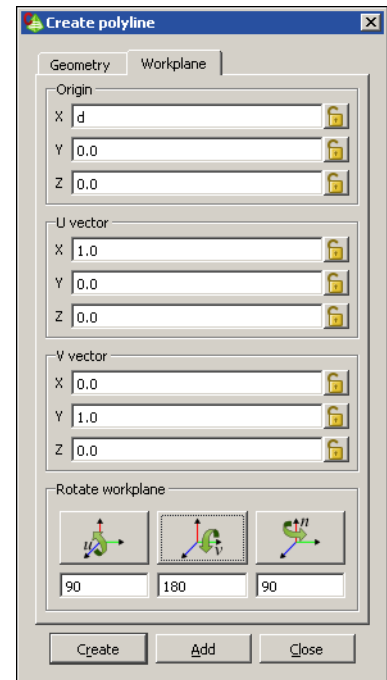 Create polyline
Geometry Workplane
Origin
X d
Y 0.0
Z 0.0
U vector
X 1.0
Y 0.0
Z 0.0
V vector
X 0.0
Y 1.0
Z 0.0
Rotate workplane
u v n
90 180 90
Create Add Close